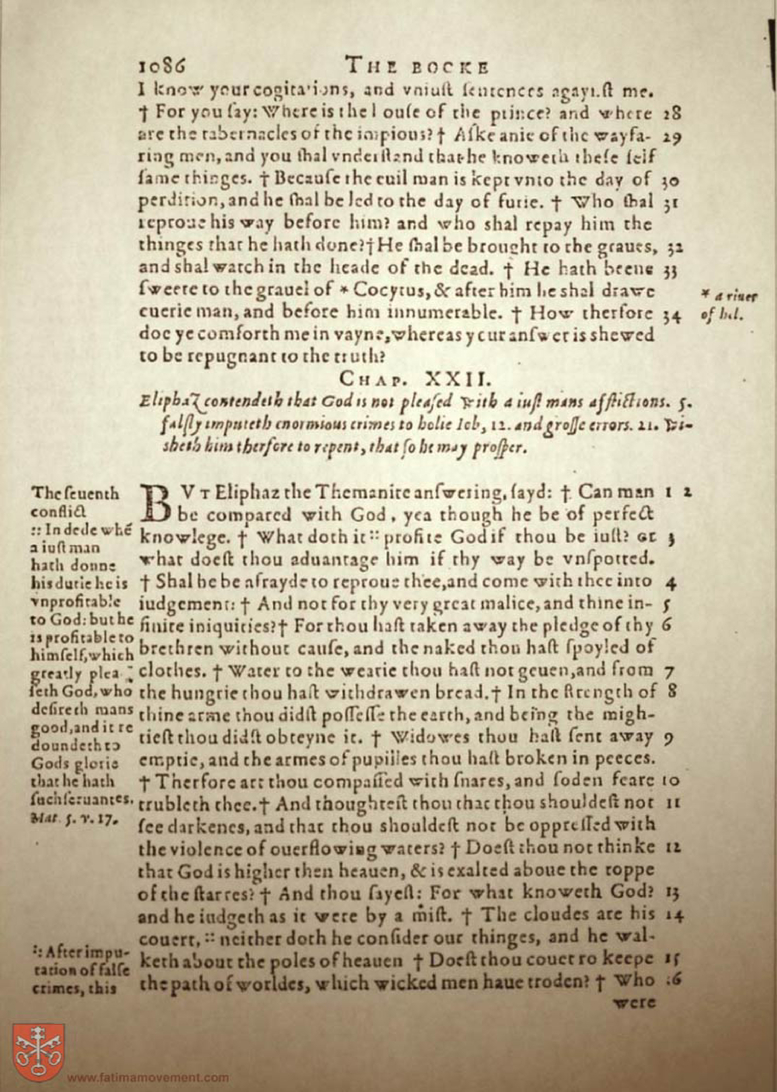 1086 THE BOOKE
I know your cogitations, and vniust sentences agaynst me.
† For you say: Where is the house of the prince? and where 28
are the tabernacles of the impious? † Aske anie of the wayfa- 29
ring men, and you shal vnderstand that he knoweth these self
same thinges. † Because the euil man is kept vnto the day of 30
perdition, and he shal be led to the day of furie. † Who shal 31
reproue his way before him? and who shal repay him the
thinges that he hath done? † He shal be brought to the graues, 32
and shal watch in the heade of the dead. † He hath beene 33
sweete to the grauel of * Cocytus, & after him he shal drawe
euerie man, and before him innumerable. † How therfore 34
doe ye comforth me in vayne, whereas your answer is shewed
to be repugnant to the truth?
* a riuer
of hel.
CHAP. XXII.
Eliphaz contendeth that God is not pleased with a iust mans afflictions. 5.
falsly imputeth enormious crimes to holie Iob, 12. and grosse errors. 21. Wi-
sheth him therfore to repent, that so he may prosper.
BVT Eliphaz the Themanite answering, sayd: † Can man 1 2
be compared with God, yea though he be of perfect
knowlege. † What doth it :: profite God if thou be iust? or 3
what doest thou aduantage him if thy way be vnspotted.
† Shal he be afrayde to reproue thee, and come with thee into 4
iudgement: † And not for thy very great malice, and thine in- 5
finite iniquities? † For thou hast taken away the pledge of thy 6
brethren without cause, and the naked thou hast spoyled of
clothes. † Water to the wearie thou hast not geuen, and from 7
the hungrie thou hast withdrawen bread. † In the strength of 8
thine arme thou didst possesse the earth, and being the migh-
tiest thou didst obteyne it. † Widowes thou hast sent away 9
emptie, and the armes of pupilles thou hast broken in peeces.
† Therfore art thou compassed with snares, and soden feare 10
trubleth thee. † And thoughtest thou that thou shouldest not 11
see darkenes, and that thou shouldest not be oppressed with
the violence of ouerflowing waters? † Doest thou not thinke 12
that God is higher then heauen, & is exalted aboue the toppe
of the starres? † And thou sayest: For what knoweth God? 13
and he iudgeth as it were by a mist. † The cloudes are his 14
couert, :: neither doth he consider our thinges, and he wal-
keth about the poles of heauen † Doest thou couet to keepe 15
the path of worldes, which wicked men haue troden? † Who 16
were
The seuenth
conflict
:: In dede whē
a iust man
hath donne
his dutie he is
vnprofitable
to God: but he
is profitable to
himself, which
greatly plea-
seth God, who
desireth mans
good, and it re
doundeth to
Gods glorie
that he hath
such seruantes.
Mat. 5. v. 17.
:: After impu-
tation of false
crimes, this
www.fatimamovement.com